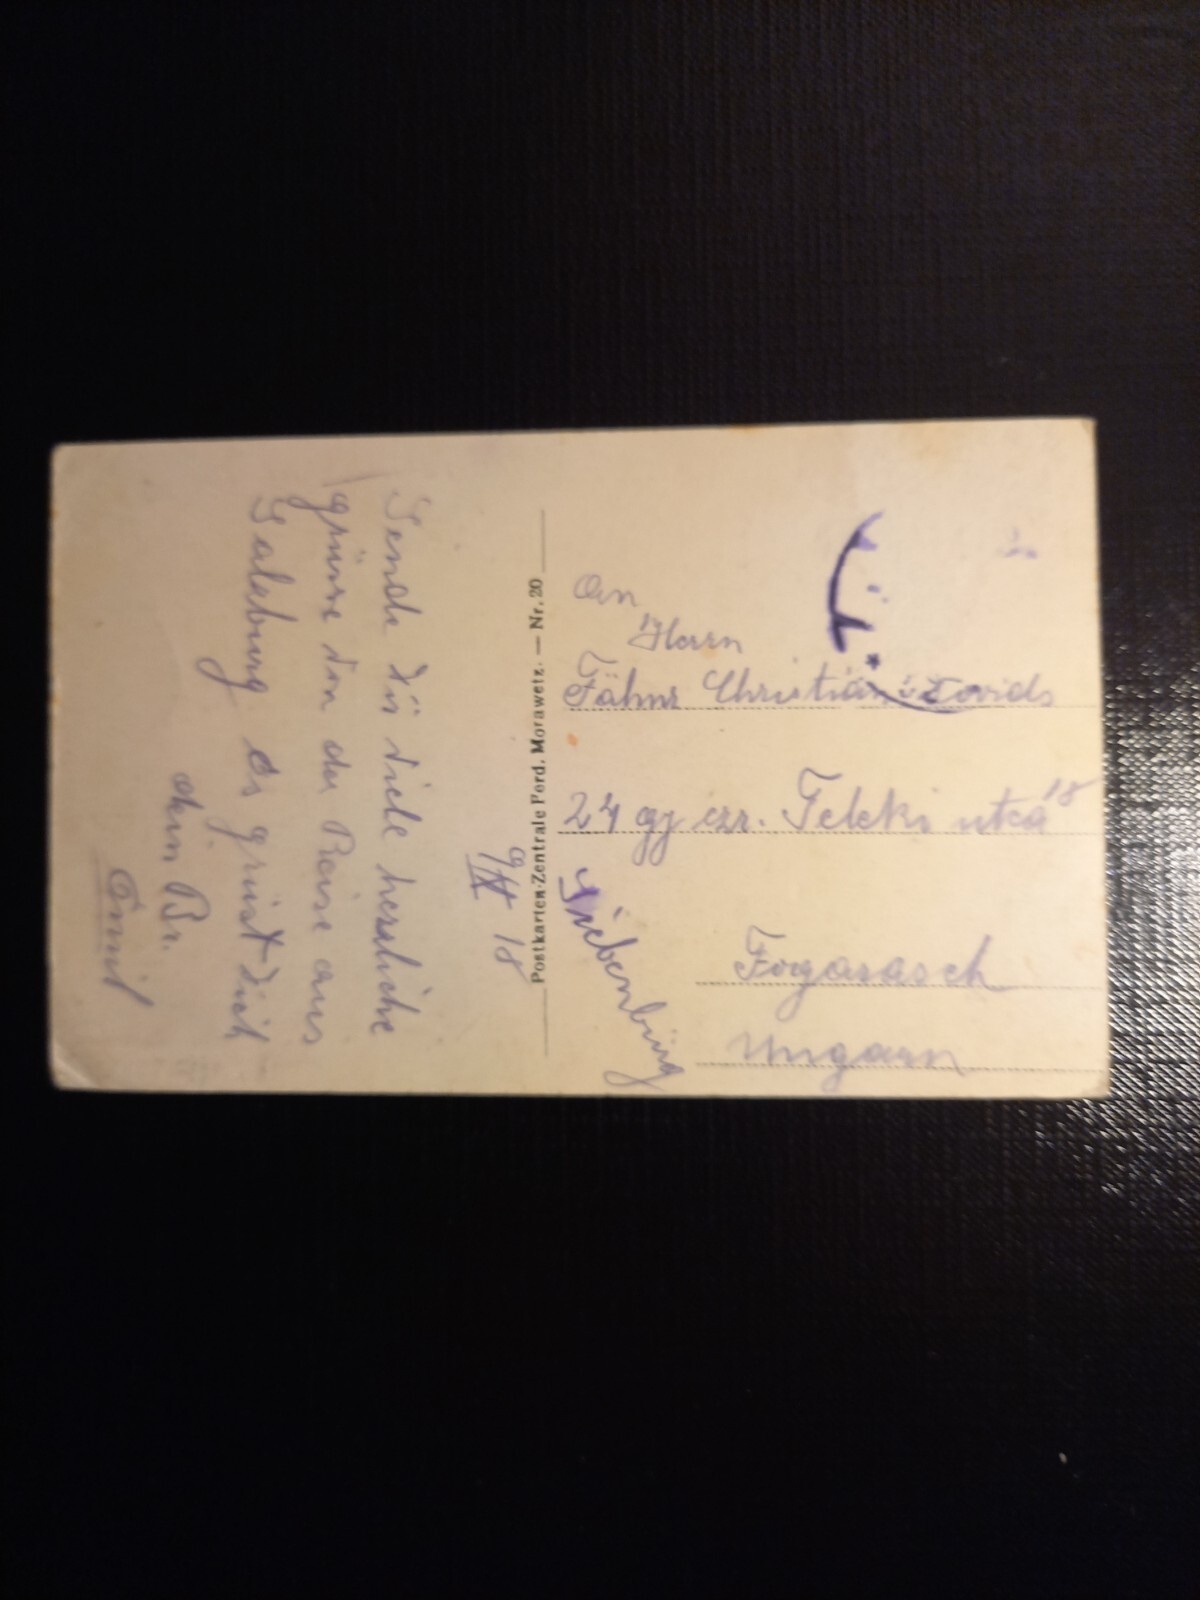 9/IX 18
Sende Dir viele herzliche
grüsse von der Reise aus
Salzburg es grüsst Dich
dein Br.
Emil
Postkarten-Zentrale Ferd. Morawetz. — Nr. 20
An
Herrn
Fähnr Christian
24 gy ezr. Teleki utca 18
Fogarasch
Siebenbürg
Ungarn